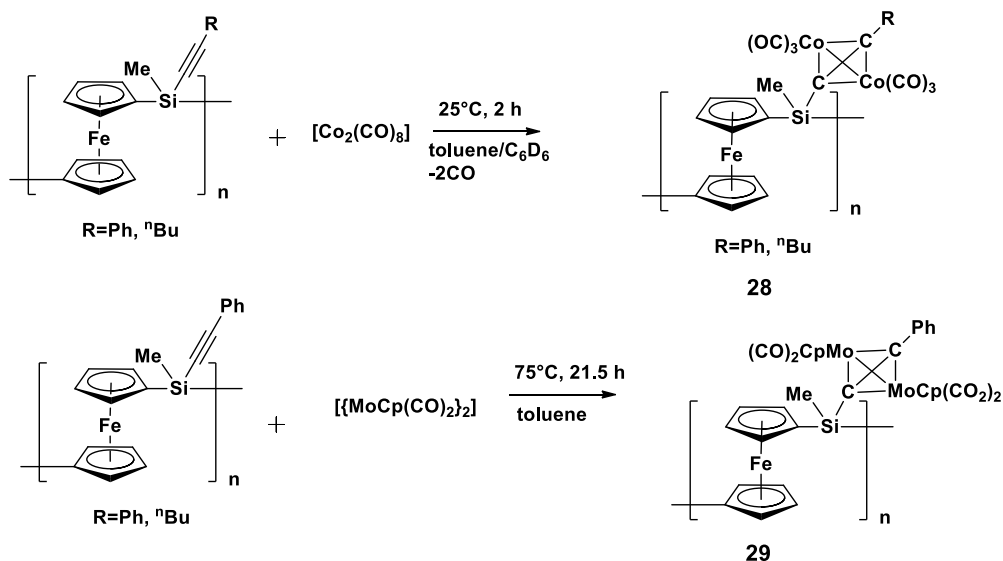 R
Me
Si
Fe
n
R=Ph, ⁿBu
+
[Co₂(CO)₈]
25°C, 2 h
toluene/C₆D₆
-2CO
R
(OC)₃Co
C
C
Co(CO)₃
Me
Si
Fe
n
R=Ph, ⁿBu
28
Ph
Me
Si
Fe
n
R=Ph, ⁿBu
+
[{MoCp(CO)₂}₂]
75°C, 21.5 h
toluene
Ph
(CO)₂CpMo
C
C
MoCp(CO₂)₂
Me
Si
Fe
n
29